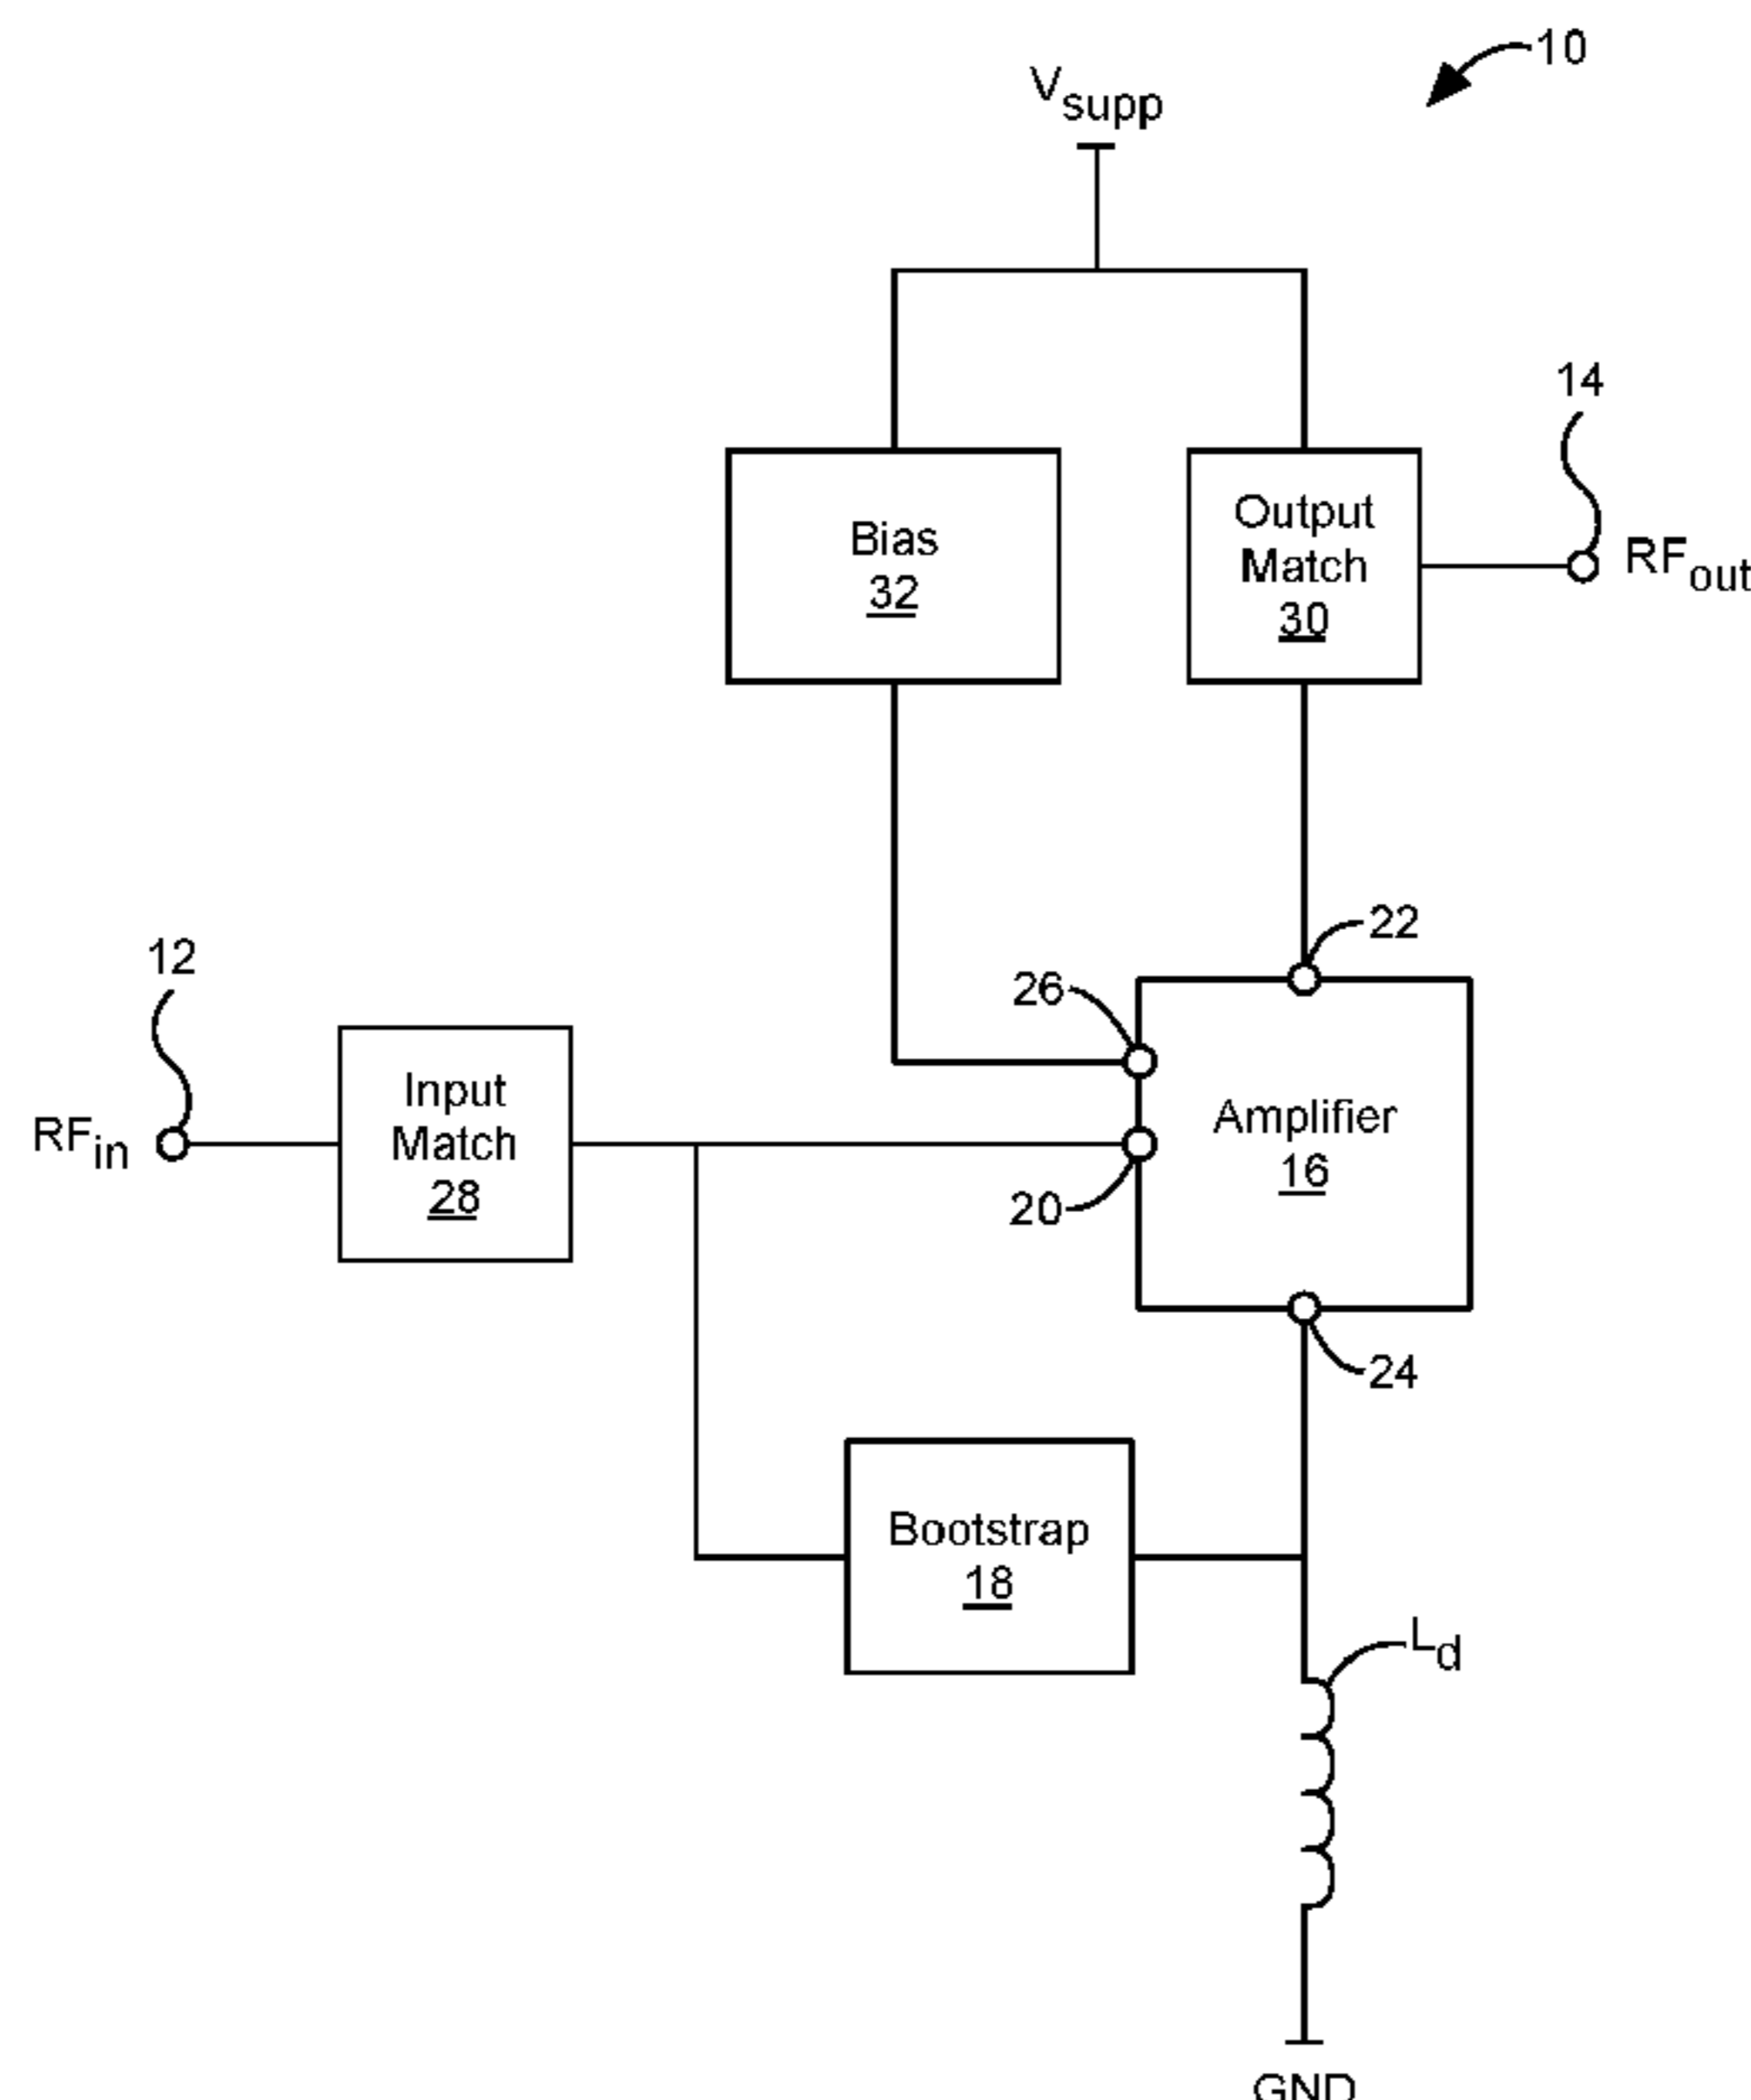 10
Vsupp
14
Bias
32
Output
Match
30
RFout
22
26
12
Input
Match
28
RFin
Amplifier
16
20
24
Bootstrap
18
Ld
GND